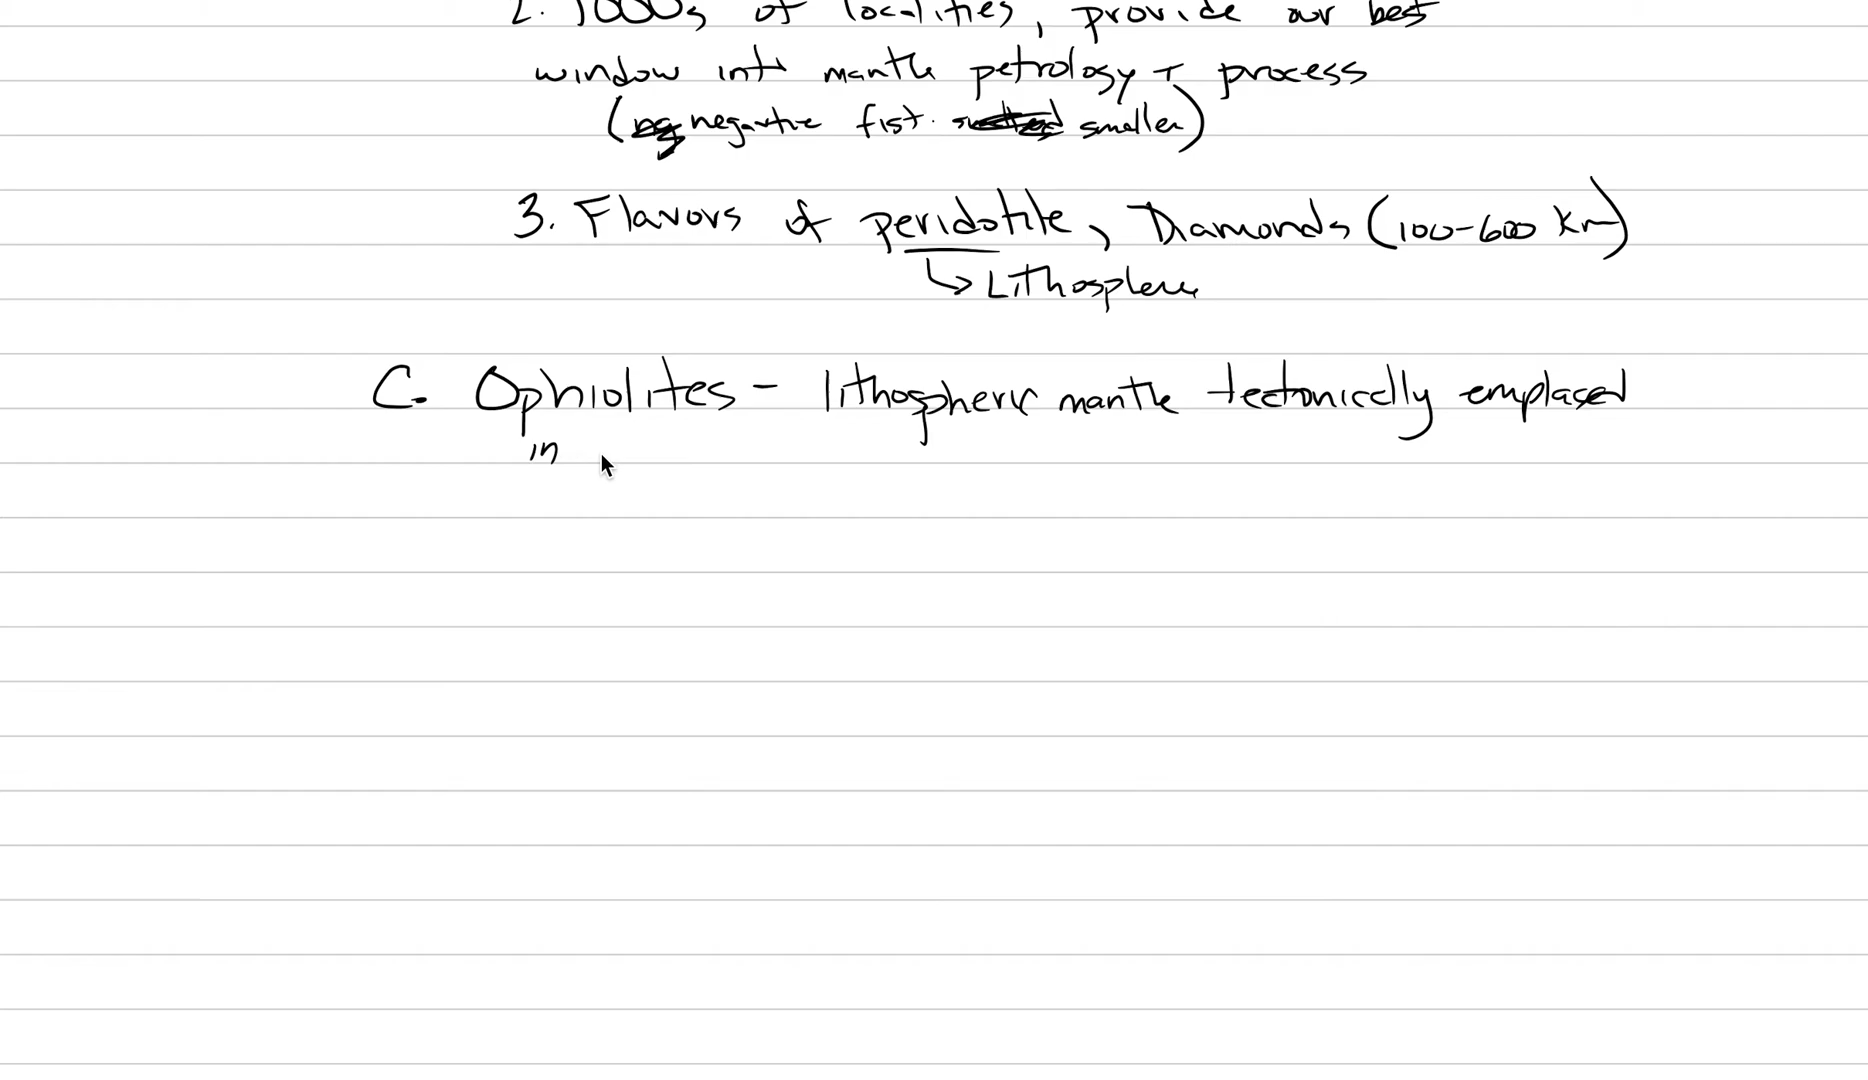 2. 1000s of localities, provide our best
window into mantle petrology + process
(negative fist. smaller)
3. Flavors of peridotite, Diamonds (100-600 km)
↳ Lithosphere
C. Ophiolites - lithospheric mantle tectonically emplaced
in